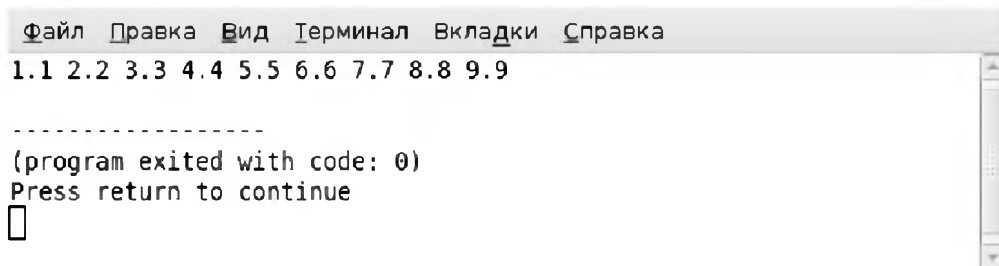 Файл Правка Вид Терминал Вкладки Справка
1.1 2.2 3.3 4.4 5.5 6.6 7.7 8.8 9.9
------------------
(program exited with code: 0)
Press return to continue